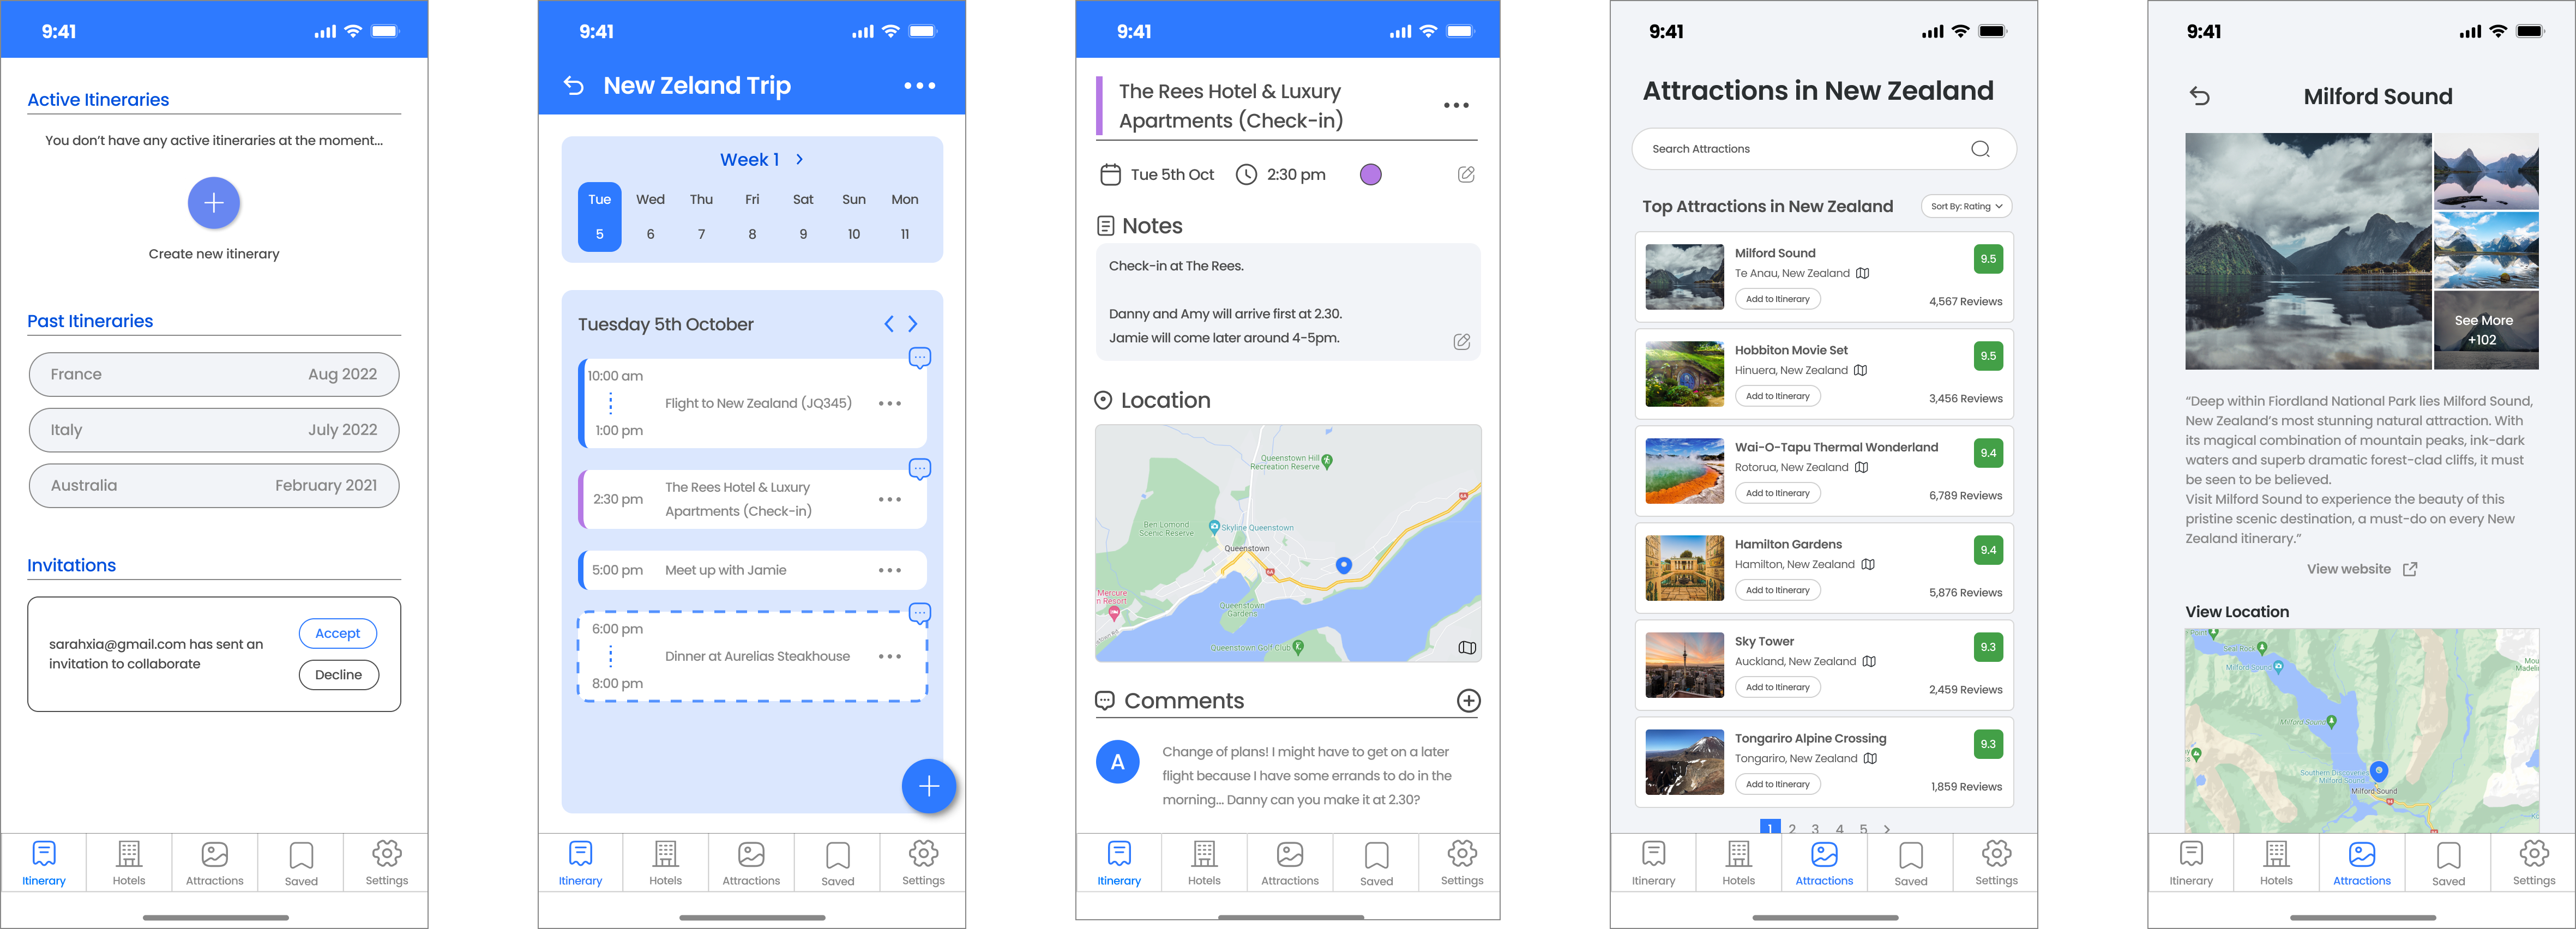 9:41
Active Itineraries
You don't have any active itineraries at the moment...
Create new itinerary
Past Itineraries
France Aug 2022
Italy July 2022
Australia February 2021
Invitations
sarahxia@gmail.com has sent an
invitation to collaborate
Accept
Decline
Itinerary Hotels Attractions Saved Settings
9:41
New Zeland Trip
Week 1
Tue Wed Thu Fri Sat Sun Mon
5 6 7 8 9 10 11
Tuesday 5th October
10:00 am
Flight to New Zealand (JQ345)
1:00 pm
2:30 pm
The Rees Hotel & Luxury
Apartments (Check-in)
5:00 pm Meet up with Jamie
6:00 pm
Dinner at Aurelias Steakhouse
8:00 pm
Itinerary Hotels Attractions Saved Settings
9:41
The Rees Hotel & Luxury
Apartments (Check-in)
Tue 5th Oct 2:30 pm
Notes
Check-in at The Rees.
Danny and Amy will arrive first at 2.30.
Jamie will come later around 4-5pm.
Location
Queenstown Hill
Recreation Reserve
Ben Lomond
Scenic Reserve
Skyline Queenstown
Queenstown
Mercure
n Resort
Queenstown
Gardens
Queenstown Golf Club
Comments
A
Change of plans! I might have to get on a later
flight because I have some errands to do in the
morning... Danny can you make it at 2.30?
Itinerary Hotels Attractions Saved Settings
9:41
Attractions in New Zealand
Search Attractions
Top Attractions in New Zealand
Sort By: Rating
Milford Sound
9.5
Te Anau, New Zealand
Add to Itinerary
4,567 Reviews
Hobbiton Movie Set
9.5
Hinuera, New Zealand
Add to Itinerary
3,456 Reviews
Wai-O-Tapu Thermal Wonderland
9.4
Rotorua, New Zealand
Add to Itinerary
6,789 Reviews
Hamilton Gardens
9.4
Hamilton, New Zealand
Add to Itinerary
5,876 Reviews
Sky Tower
9.3
Auckland, New Zealand
Add to Itinerary
2,459 Reviews
Tongariro Alpine Crossing
9.3
Tongariro, New Zealand
Add to Itinerary
1,859 Reviews
1 2 3 4 5
Itinerary Hotels Attractions Saved Settings
9:41
Milford Sound
See More
+102
"Deep within Fiordland National Park lies Milford Sound,
New Zealand's most stunning natural attraction. With
its magical combination of mountain peaks, ink-dark
waters and superb dramatic forest-clad cliffs, it must
be seen to be believed.
Visit Milford Sound to experience the beauty of this
pristine scenic destination, a must-do on every New
Zealand itinerary."
View website
View Location
Seal Rock
Milford Sound
Milford Sound
Southern Discoveries
Milford Sound
Milford Sound
Itinerary Hotels Attractions Saved Settings